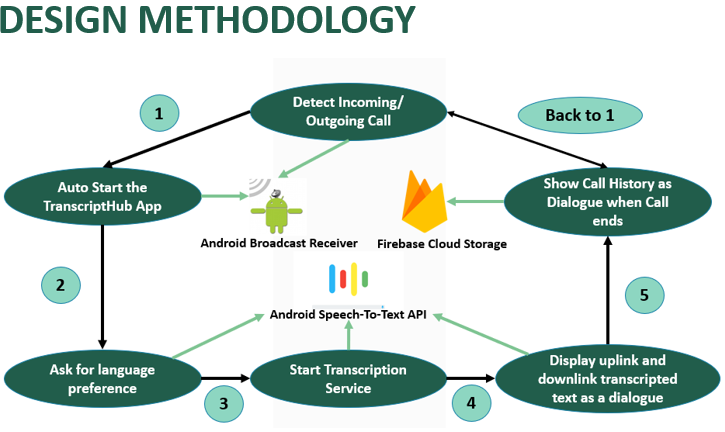 DESIGN METHODOLOGY
Detect Incoming/
Outgoing Call
1
Back to 1
Auto Start the
TranscriptHub App
Show Call History as
Dialogue when Call
ends
Android Broadcast Receiver
Firebase Cloud Storage
2
5
Android Speech-To-Text API
Ask for language
preference
3
Start Transcription
Service
4
Display uplink and
downlink transcripted
text as a dialogue